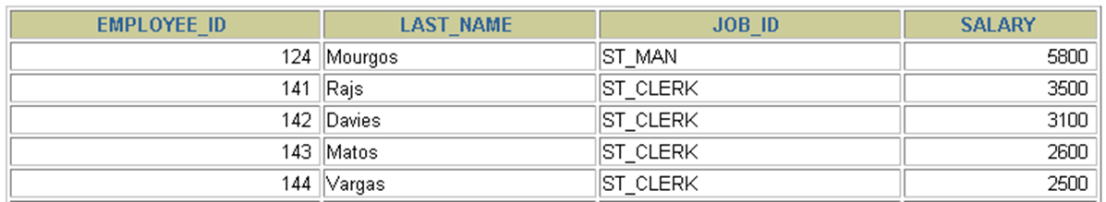 EMPLOYEE_ID LAST_NAME JOB_ID SALARY
124 Mourgos ST_MAN 5800
141 Rajs ST_CLERK 3500
142 Davies ST_CLERK 3100
143 Matos ST_CLERK 2600
144 Vargas ST_CLERK 2500